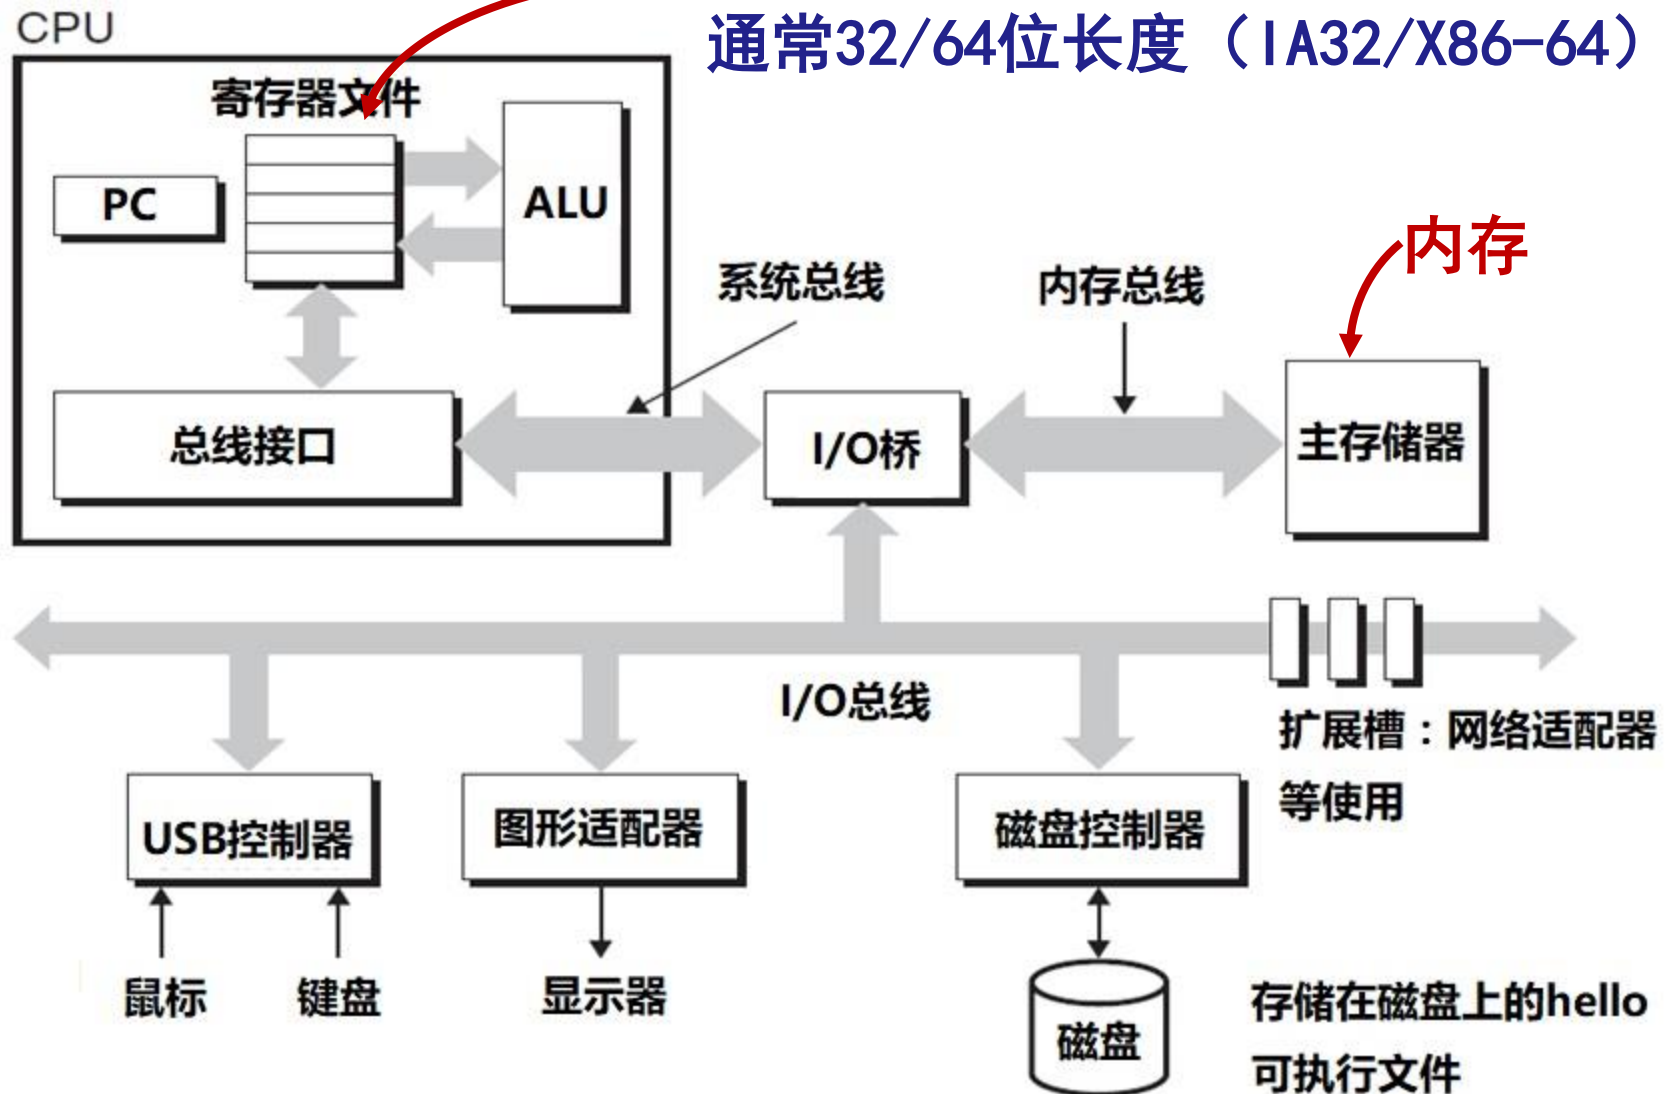 CPU
通常32/64位长度（IA32/X86-64）
寄存器文件
PC
ALU
内存
系统总线
内存总线
总线接口
I/O桥
主存储器
I/O总线
扩展槽：网络适配器
等使用
USB控制器
图形适配器
磁盘控制器
鼠标
键盘
显示器
磁盘
存储在磁盘上的hello
可执行文件